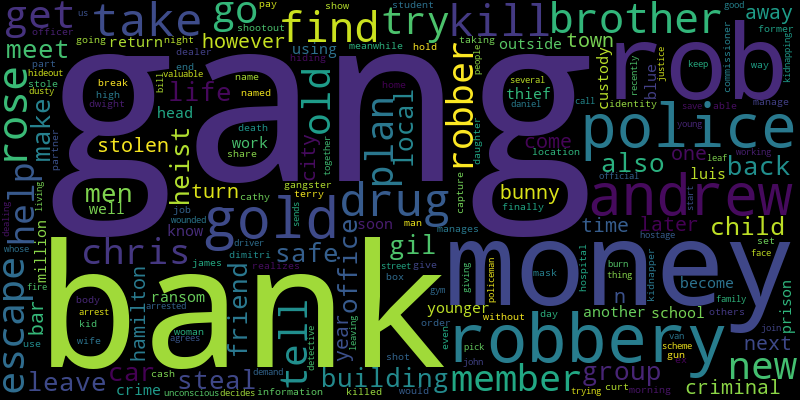 gang
bank
rob
money
police
robbery
andrew
gold
drug
kill
brother
find
try
take
go
get
meet
make
rose
help
escape
leave
tell
plan
old
robber
member
new
back
also
child
chris
men
well
stolen
heist
life
however
return
using
local
city
work
head
turn
bunny
thief
outside
town
away
custody
blue
come
one
luis
later
time
gil
safe
friend
office
year
building
car
steal
bar
million
hamilton
ransom
crime
criminal
group
next
prison
school
another
younger
become
n
soon
know
share
death
break
high
dusty
hideout
stole
part
officer
going
us
night
dealer
end
hiding
meanwhile
hold
pay
show
student
shootout
valuable
bill
name
named
dwight
partner
living
dealing
whose
fire
use
arrest
body
kid
wife
cash
woman
agrees
arrested
james
job
wounded
cathy
gangster
terry
together
sends
driver
dimitri
realizes
manages
man
street
box
give
gym
order
even
without
policeman
giving
mask
day
hospital
burn
thing
kidnapper
hostage
official
location
daniel
several
identity
call
recently
justice
commissioner
former
good
way
kidnapping
keep
manage
save
able
young
leaf
working
start
set
face
family
others
join
van
scheme
gun
pick
john
shot
detective
leaving
demand
information
decides
unconscious
killed
would
curt
trying
morning
finally
capture
daughter
people
taking
home